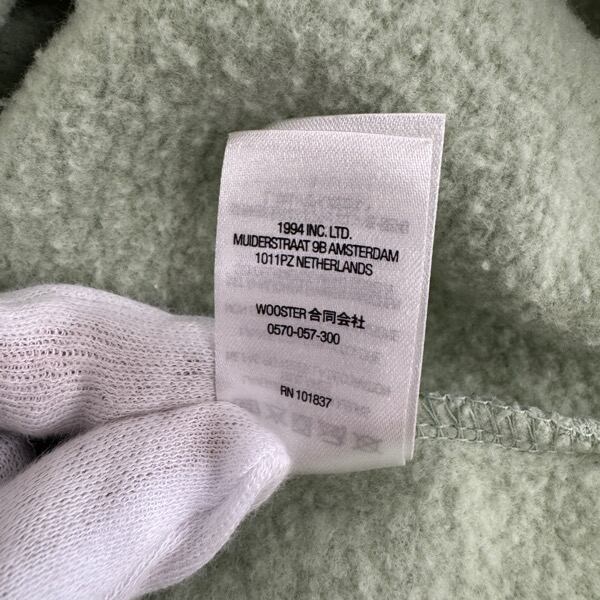 1994 INC. LTD.
MUIDERSTRAAT 9B AMSTERDAM
1011PZ NETHERLANDS
WOOSTER 合同会社
0570-057-300
RN 101837